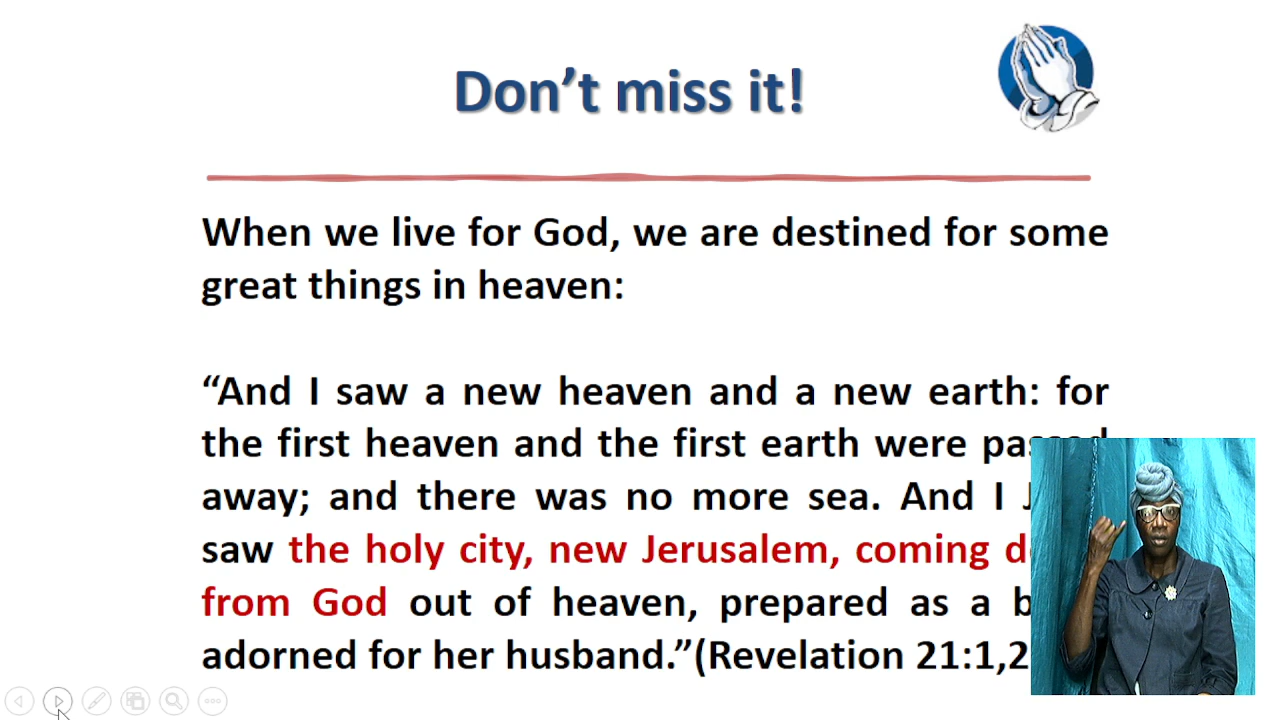 Don’t miss it!
When we live for God, we are destined for some
great things in heaven:
“And I saw a new heaven and a new earth: for
the first heaven and the first earth were passed
away; and there was no more sea. And I
saw the holy city, new Jerusalem, coming
from God out of heaven, prepared as a
adorned for her husband.”(Revelation 21:1,2